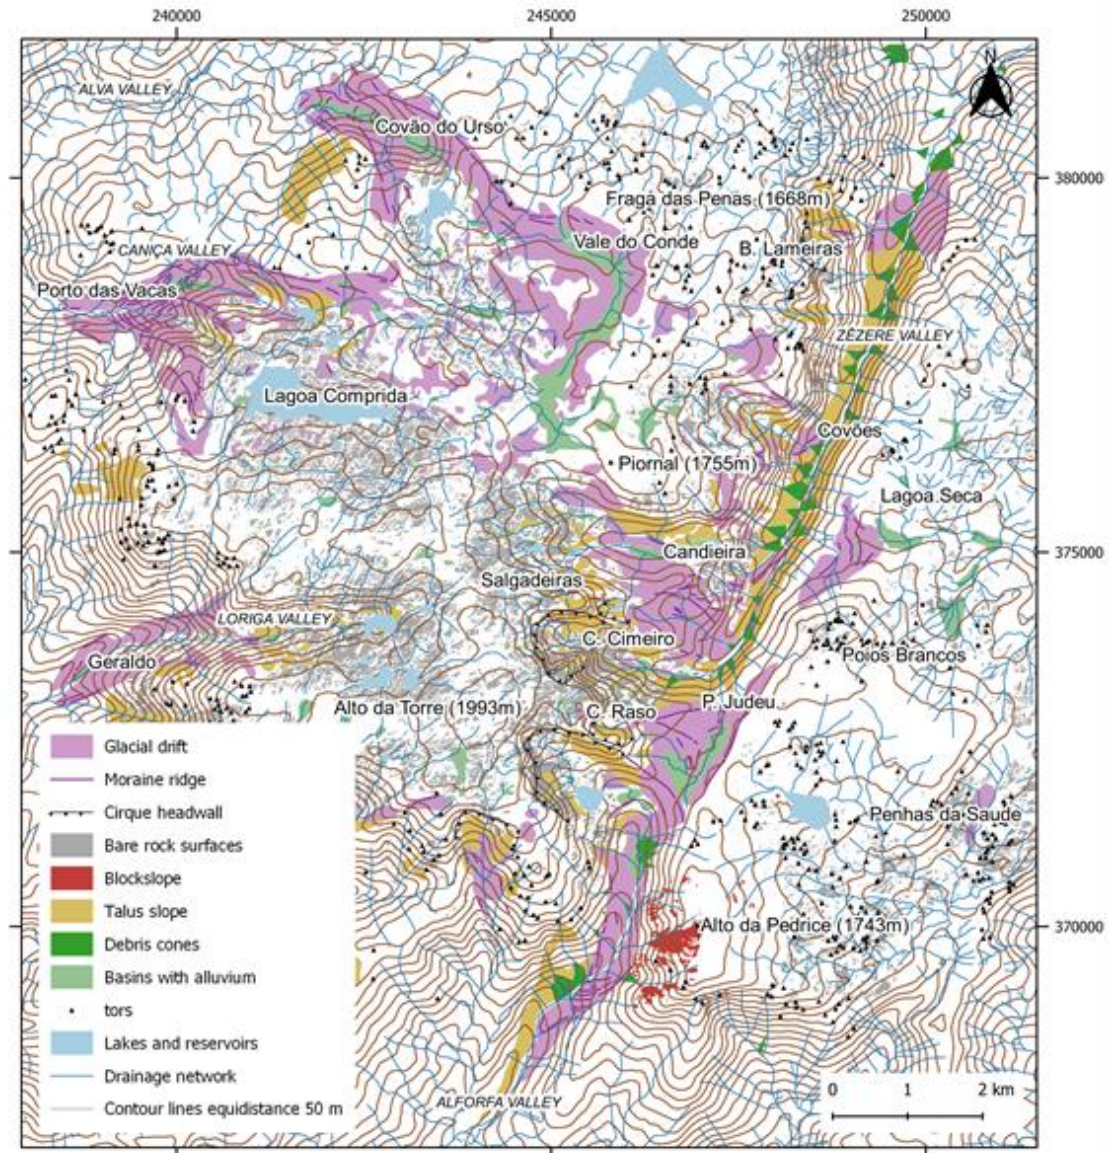 240000
245000
250000
N
ALVA VALLEY
Covão do Urso
380000
Fraga das Penas (1668m)
Vale do Conde
B. Lameiras
CANIÇA VALLEY
Porto das Vacas
ZÊZERE VALLEY
Lagoa Comprida
Covões
Piornal (1755m)
Lagoa Seca
375000
Candieira
Salgadeiras
LORIGA VALLEY
C. Cimeiro
Geraldo
Poios Brancos
Alto da Torre (1993m)
C. Raso
P. Judeu
Glacial drift
Moraine ridge
Cirque headwall
Bare rock surfaces
Blockslope
Talus slope
Debris cones
Basins with alluvium
tors
Lakes and reservoirs
Drainage network
Contour lines equidistance 50 m
Penhas da Saude
Alto da Pedrice (1743m)
370000
ALFORFA VALLEY
0 1 2 km